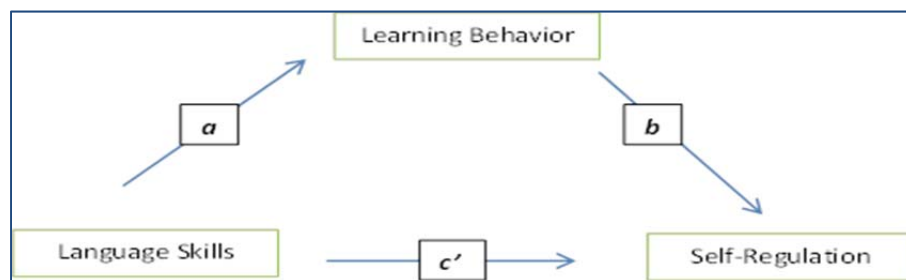 Learning Behavior
a
b
Language Skills
c'
Self-Regulation